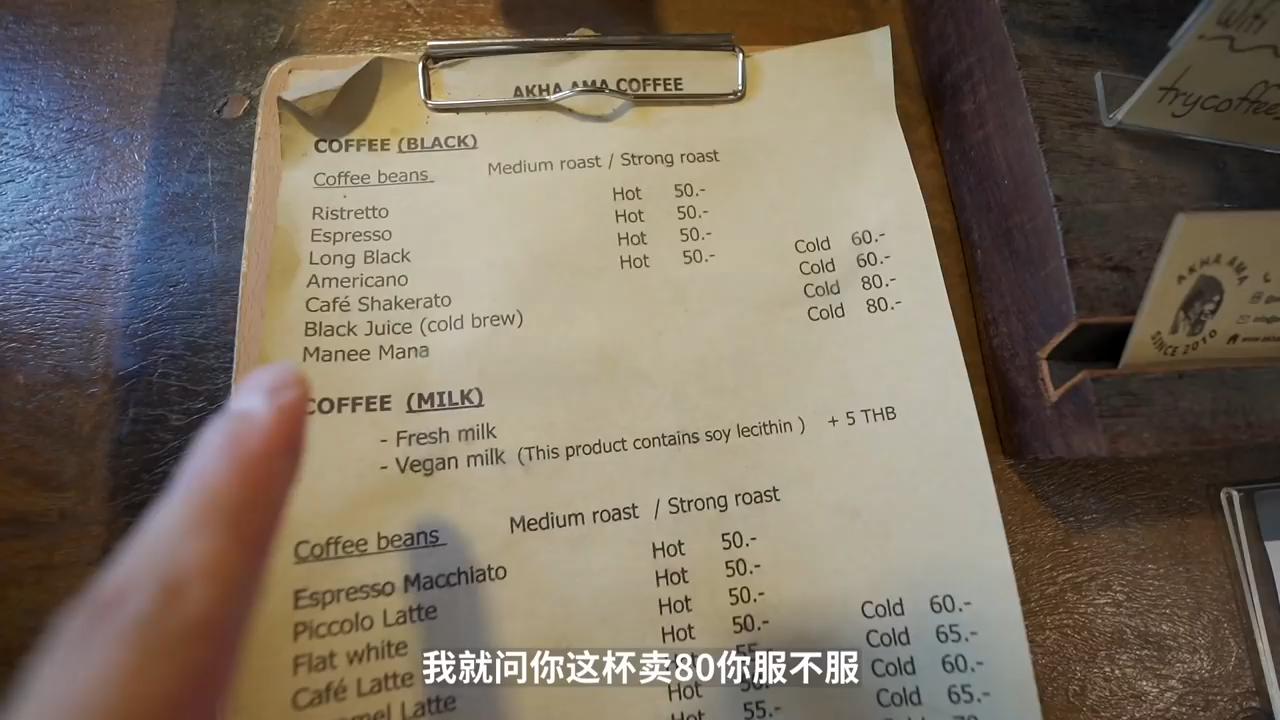 AKHA AMA COFFEE
COFFEE (BLACK)
Coffee beans Medium roast / Strong roast
Ristretto Hot 50.-
Espresso Hot 50.-
Long Black Hot 50.-
Americano Hot 50.- Cold 60.-
Café Shakerato Cold 60.-
Black Juice (cold brew) Cold 80.-
Manee Mana Cold 80.-
COFFEE (MILK)
- Fresh milk
- Vegan milk (This product contains soy lecithin ) + 5 THB
Coffee beans Medium roast / Strong roast
Espresso Macchiato Hot 50.-
Piccolo Latte Hot 50.-
Flat white Hot 50.-
Café Latte Hot 50.- Cold 60.-
Latte Cold 65.-
Hot Cold 60.-
Hot 55.- Cold 65.-
Cold
trycoffee
AKHA AMA
SINCE 2010
我就问你这杯卖80你服不服